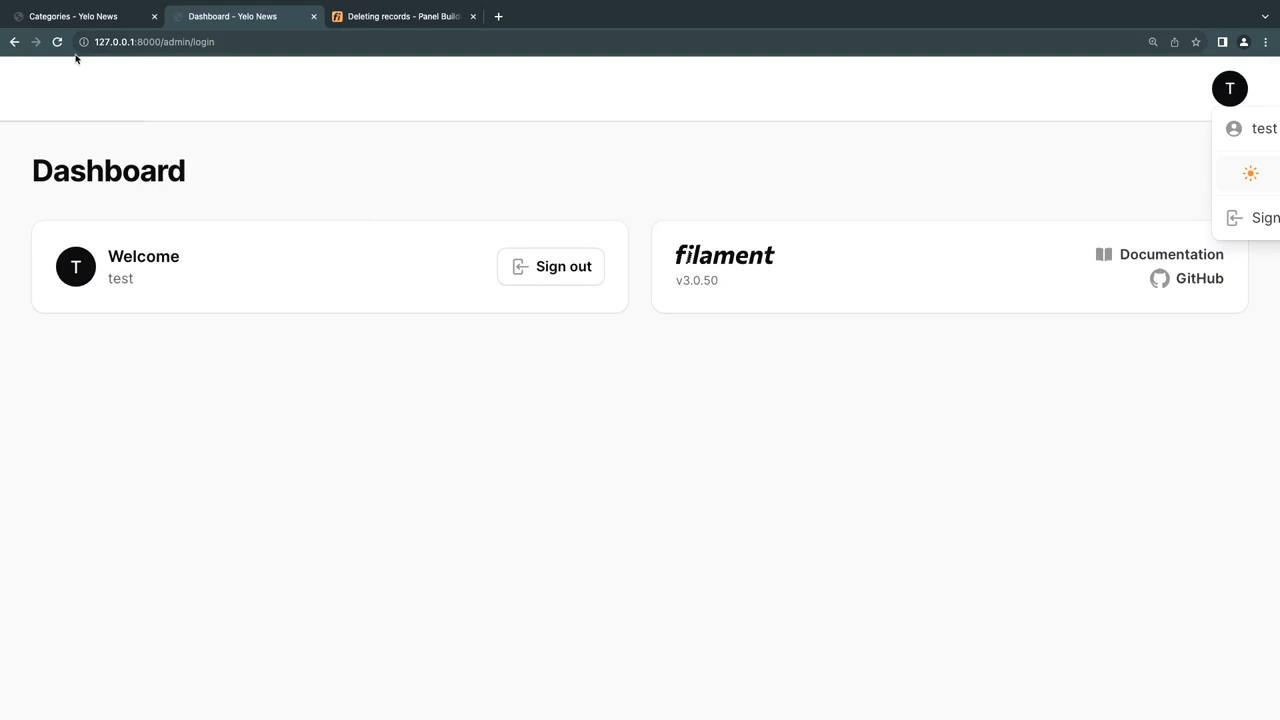 Categories - Yelo News
Dashboard - Yelo News
Deleting records - Panel Build
127.0.0.1:8000/admin/login
T
test
Sign
Dashboard
T
Welcome
test
Sign out
filament
v3.0.50
Documentation
GitHub